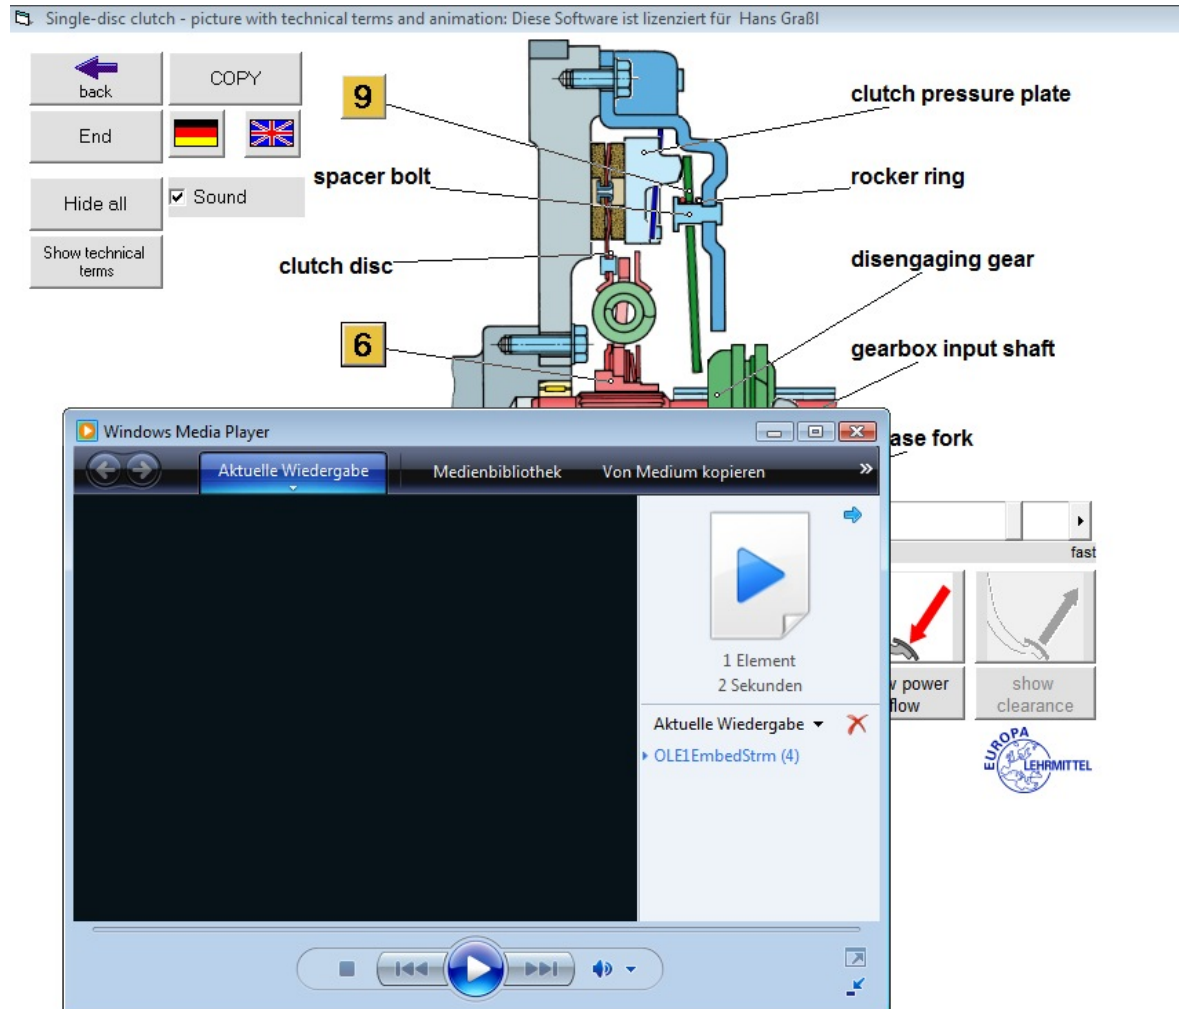 Single-disc clutch - picture with technical terms and animation: Diese Software ist lizenziert für Hans Graßl
back
COPY
End
Hide all
Sound
Show technical
terms
9
clutch pressure plate
spacer bolt
rocker ring
clutch disc
disengaging gear
6
gearbox input shaft
ase fork
Windows Media Player
Aktuelle Wiedergabe
Medienbibliothek
Von Medium kopieren
»
fast
1 Element
2 Sekunden
w power
flow
show
clearance
Aktuelle Wiedergabe
OLE1EmbedStrm (4)
EUROPA
LEHRMITTEL